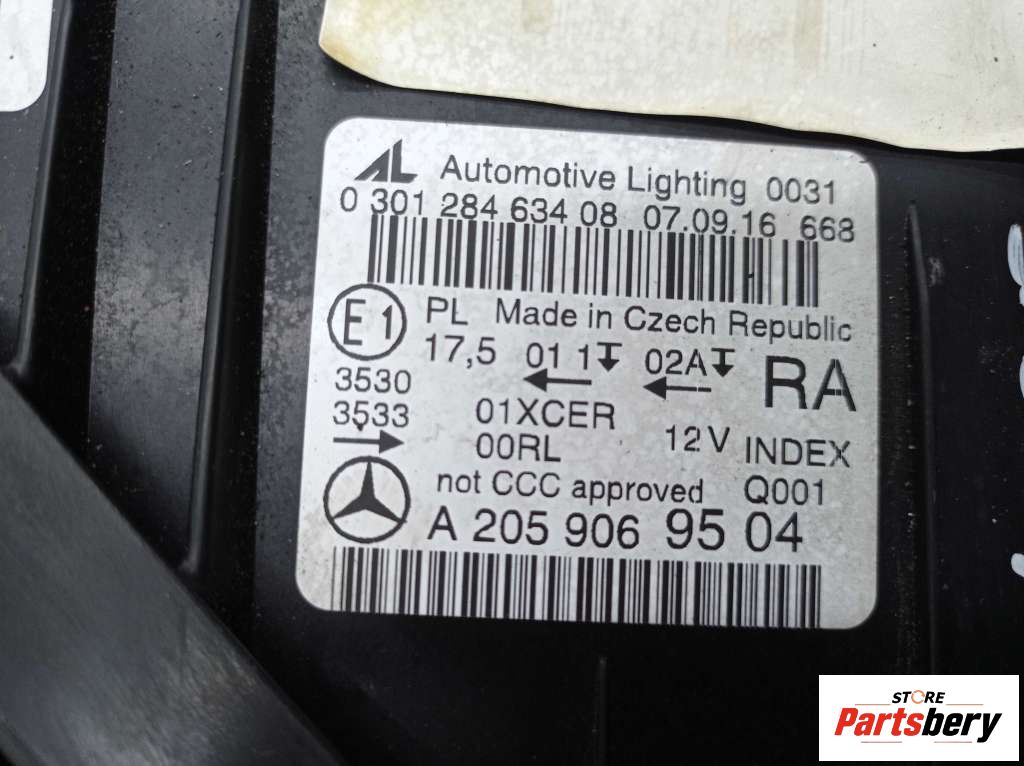 AL Automotive Lighting 0031
0 301 284 634 08 07.09.16 668
E1 PL Made in Czech Republic
17,5 01 1 02A RA
3530
3533 01XCER
00RL 12V INDEX
not CCC approved Q001
A 205 906 95 04
STORE
Partsbery